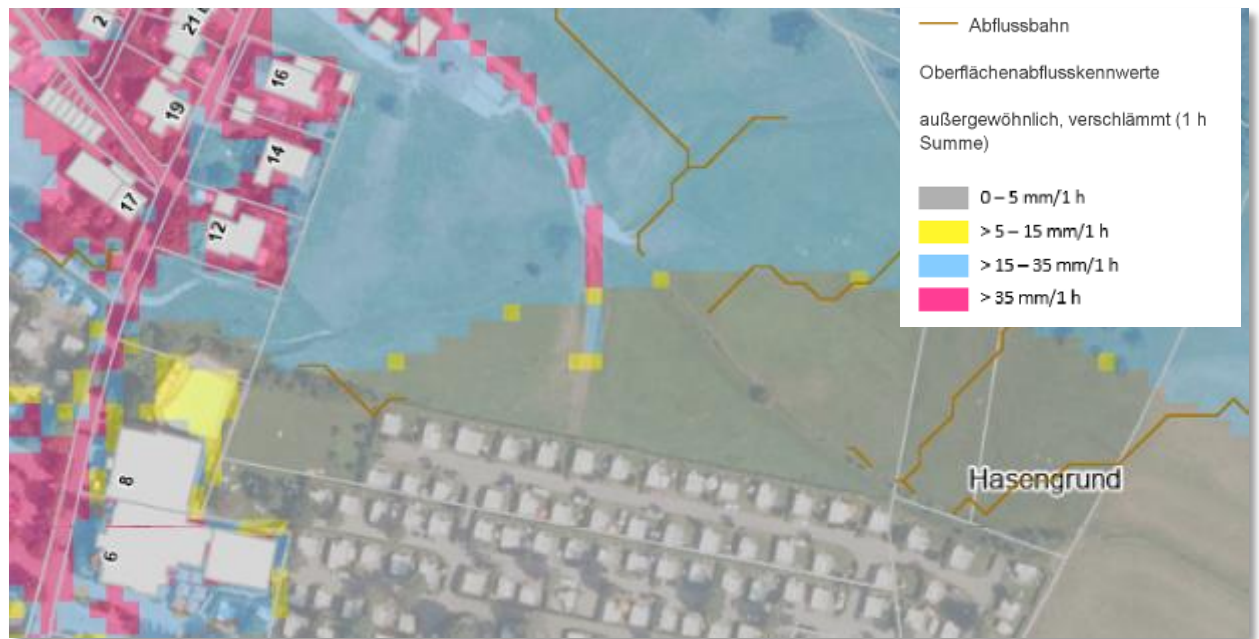 2
21
16
19
14
17
12
8
6
Hasengrund
Abflussbahn
Oberflächenabflusskennwerte
außergewöhnlich, verschlämmt (1 h
Summe)
0 – 5 mm/1 h
> 5 – 15 mm/1 h
> 15 – 35 mm/1 h
> 35 mm/1 h